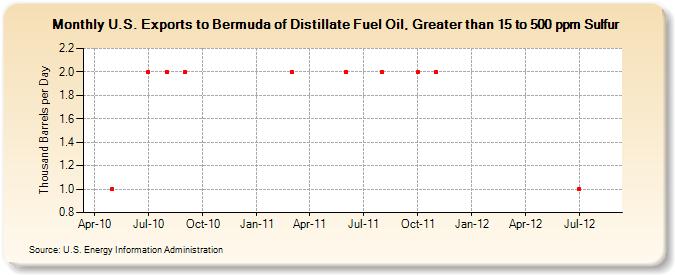 Monthly U.S. Exports to Bermuda of Distillate Fuel Oil, Greater than 15 to 500 ppm Sulfur
Thousand Barrels per Day
2.2
2.0
1.8
1.6
1.4
1.2
1.0
0.8
Apr-10 Jul-10 Oct-10 Jan-11 Apr-11 Jul-11 Oct-11 Jan-12 Apr-12 Jul-12
Source: U.S. Energy Information Administration